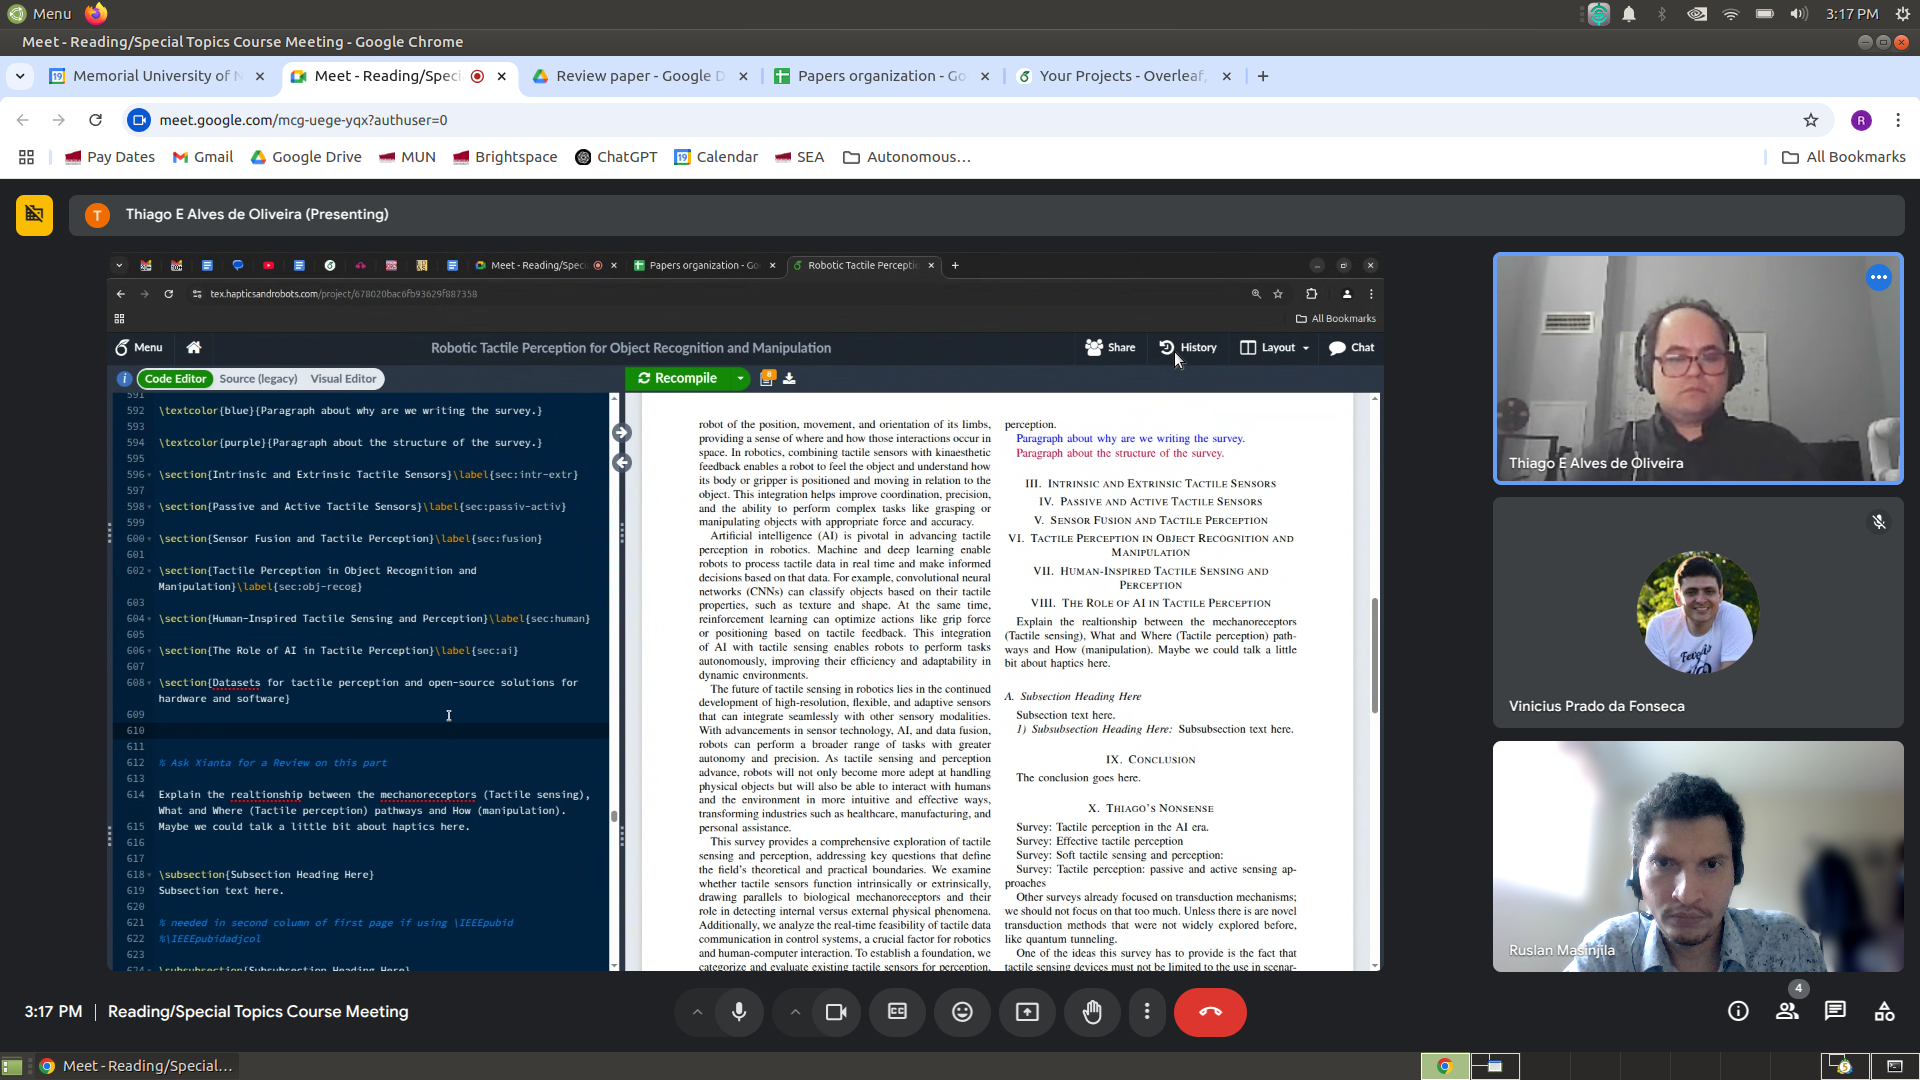 Menu
3:17 PM
Meet - Reading/Special Topics Course Meeting - Google Chrome
Memorial University of N
Meet - Reading/Speci
Review paper - Google D
Papers organization - Go
Your Projects - Overleaf,
meet.google.com/mcg-uege-yqx?authuser=0
R
Pay Dates
Gmail
Google Drive
MUN
Brightspace
ChatGPT
Calendar
SEA
Autonomous...
All Bookmarks
T
Thiago E Alves de Oliveira (Presenting)
Meet - Reading/Speci
Papers organization - Go
Robotic Tactile Percepti
tex.hapticsandrobots.com/project/678020bac6fb93629f887358
All Bookmarks
Menu
Robotic Tactile Perception for Object Recognition and Manipulation
Share
History
Layout
Chat
Code Editor
Source (legacy)
Visual Editor
Recompile
8
591
592 \textcolor{blue}{Paragraph about why are we writing the survey.}
593
594 \textcolor{purple}{Paragraph about the structure of the survey.}
595
596 \section{Intrinsic and Extrinsic Tactile Sensors}\label{sec:intr-extr}
597
598 \section{Passive and Active Tactile Sensors}\label{sec:passiv-activ}
599
600 \section{Sensor Fusion and Tactile Perception}\label{sec:fusion}
601
602 \section{Tactile Perception in Object Recognition and
Manipulation}\label{sec:obj-recog}
603
604 \section{Human-Inspired Tactile Sensing and Perception}\label{sec:human}
605
606 \section{The Role of AI in Tactile Perception}\label{sec:ai}
607
608 \section{Datasets for tactile perception and open-source solutions for
hardware and software}
609
610
611
612 % Ask Xianta for a Review on this part
613
614 Explain the realtionship between the mechanoreceptors (Tactile sensing),
What and Where (Tactile perception) pathways and How (manipulation).
615 Maybe we could talk a little bit about haptics here.
616
617
618 \subsection{Subsection Heading Here}
619 Subsection text here.
620
621 % needed in second column of first page if using \IEEEpubid
622 %\IEEEpubidadjcol
623
624 \subsubsection{Subsubsection Heading Here}
robot of the position, movement, and orientation of its limbs,
providing a sense of where and how those interactions occur in
space. In robotics, combining tactile sensors with kinaesthetic
feedback enables a robot to feel the object and understand how
its body or gripper is positioned and moving in relation to the
object. This integration helps improve coordination, precision,
and the ability to perform complex tasks like grasping or
manipulating objects with appropriate force and accuracy.
Artificial intelligence (AI) is pivotal in advancing tactile
perception in robotics. Machine and deep learning enable
robots to process tactile data in real time and make informed
decisions based on that data. For example, convolutional neural
networks (CNNs) can classify objects based on their tactile
properties, such as texture and shape. At the same time,
reinforcement learning can optimize actions like grip force
or positioning based on tactile feedback. This integration
of AI with tactile sensing enables robots to perform tasks
autonomously, improving their efficiency and adaptability in
dynamic environments.
The future of tactile sensing in robotics lies in the continued
development of high-resolution, flexible, and adaptive sensors
that can integrate seamlessly with other sensory modalities.
With advancements in sensor technology, AI, and data fusion,
robots can perform a broader range of tasks with greater
autonomy and precision. As tactile sensing and perception
advance, robots will not only become more adept at handling
physical objects but will also be able to interact with humans
and the environment in more intuitive and effective ways,
transforming industries such as healthcare, manufacturing, and
personal assistance.
This survey provides a comprehensive exploration of tactile
sensing and perception, addressing key questions that define
the field's theoretical and practical boundaries. We examine
whether tactile sensors function intrinsically or extrinsically,
drawing parallels to biological mechanoreceptors and their
role in detecting internal versus external physical phenomena.
Additionally, we analyze the real-time feasibility of tactile data
communication in control systems, a crucial factor for robotics
and human-computer interaction. To establish a foundation, we
categorize and evaluate existing tactile sensors for perception,
perception.
Paragraph about why are we writing the survey.
Paragraph about the structure of the survey.
III. Intrinsic and Extrinsic Tactile Sensors
IV. Passive and Active Tactile Sensors
V. Sensor Fusion and Tactile Perception
VI. Tactile Perception in Object Recognition and
Manipulation
VII. Human-Inspired Tactile Sensing and
Perception
VIII. The Role of AI in Tactile Perception
Explain the realtionship between the mechanoreceptors
(Tactile sensing), What and Where (Tactile perception) path-
ways and How (manipulation). Maybe we could talk a little
bit about haptics here.
A. Subsection Heading Here
Subsection text here.
1) Subsubsection Heading Here: Subsubsection text here.
IX. Conclusion
The conclusion goes here.
X. Thiago's Nonsense
Survey: Tactile perception in the AI era.
Survey: Effective tactile perception
Survey: Soft tactile sensing and perception:
Survey: Tactile perception: passive and active sensing ap-
proaches
Other surveys already focused on transduction mechanisms;
we should not focus on that too much. Unless there is are novel
transduction methods that were not widely explored before,
like quantum tunneling.
One of the ideas this survey has to provide is the fact that
tactile sensing devices must not be limited to the use in scenar-
Thiago E Alves de Oliveira
Vinicius Prado da Fonseca
Ruslan Masinjila
3:17 PM
Reading/Special Topics Course Meeting
4
Meet - Reading/Special...